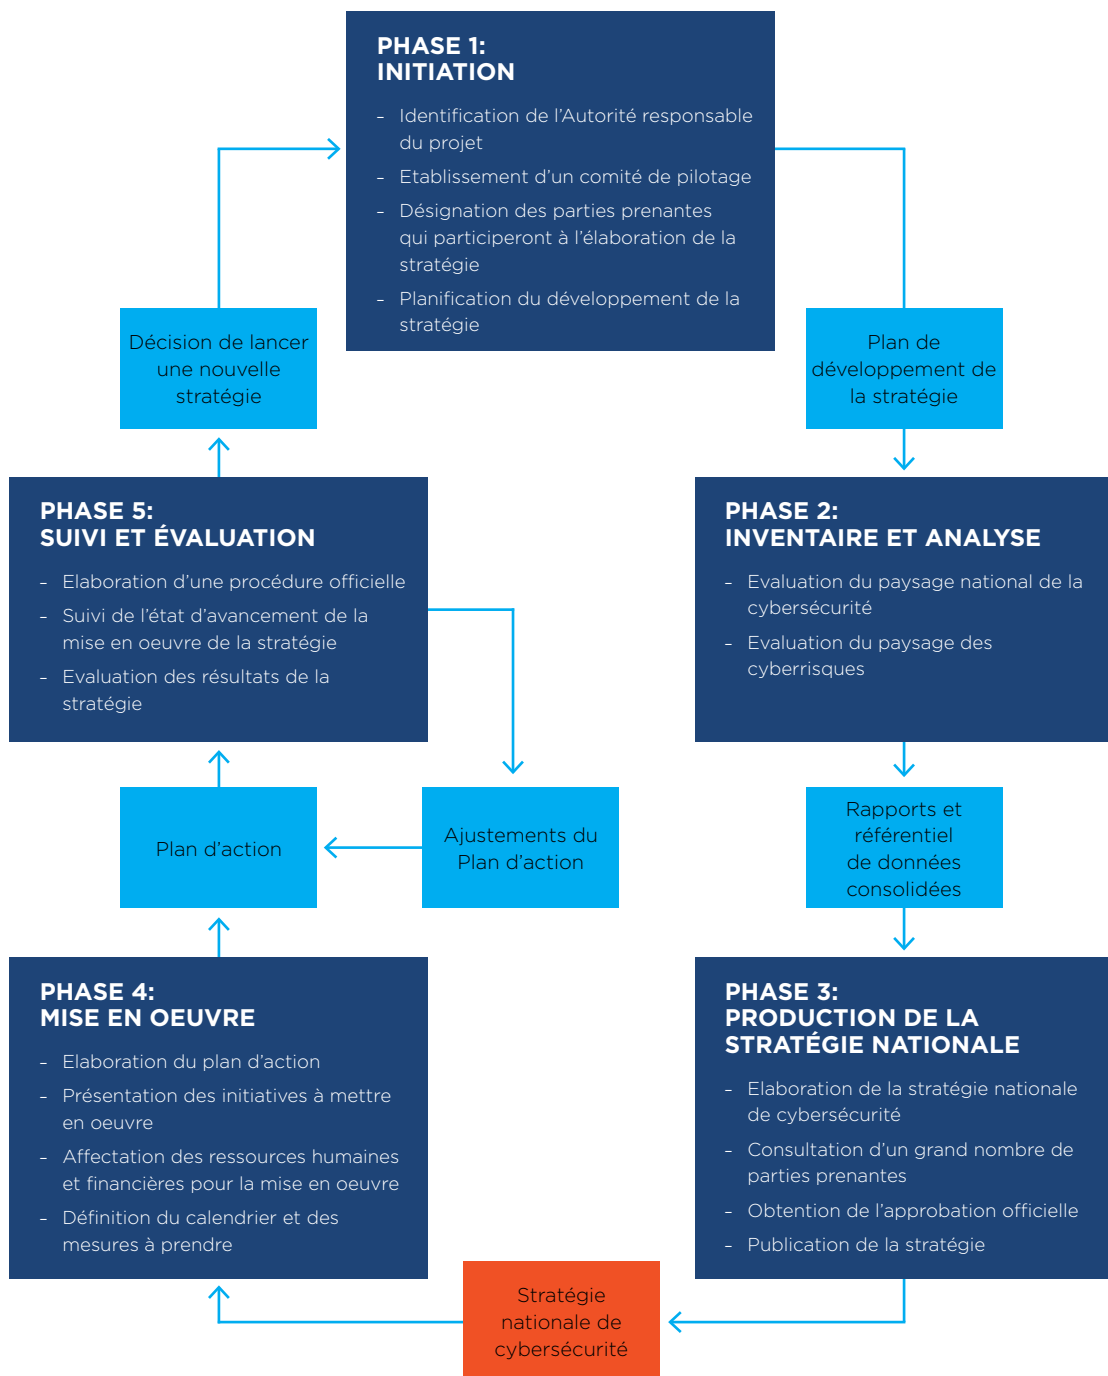 PHASE 1:
INITIATION
– Identification de l’Autorité responsable
du projet
– Etablissement d’un comité de pilotage
– Désignation des parties prenantes
qui participeront à l’élaboration de la
stratégie
– Planification du développement de la
stratégie
Décision de lancer
une nouvelle
stratégie
Plan de
développement de
la stratégie
PHASE 5:
SUIVI ET ÉVALUATION
– Elaboration d’une procédure officielle
– Suivi de l’état d’avancement de la
mise en oeuvre de la stratégie
– Evaluation des résultats de la
stratégie
PHASE 2:
INVENTAIRE ET ANALYSE
– Evaluation du paysage national de la
cybersécurité
– Evaluation du paysage des
cyberrisques
Plan d’action
Ajustements du
Plan d’action
Rapports et
référentiel
de données
consolidées
PHASE 4:
MISE EN OEUVRE
– Elaboration du plan d’action
– Présentation des initiatives à mettre
en oeuvre
– Affectation des ressources humaines
et financières pour la mise en oeuvre
– Définition du calendrier et des
mesures à prendre
PHASE 3:
PRODUCTION DE LA
STRATÉGIE NATIONALE
– Elaboration de la stratégie nationale
de cybersécurité
– Consultation d’un grand nombre de
parties prenantes
– Obtention de l’approbation officielle
– Publication de la stratégie
Stratégie
nationale de
cybersécurité